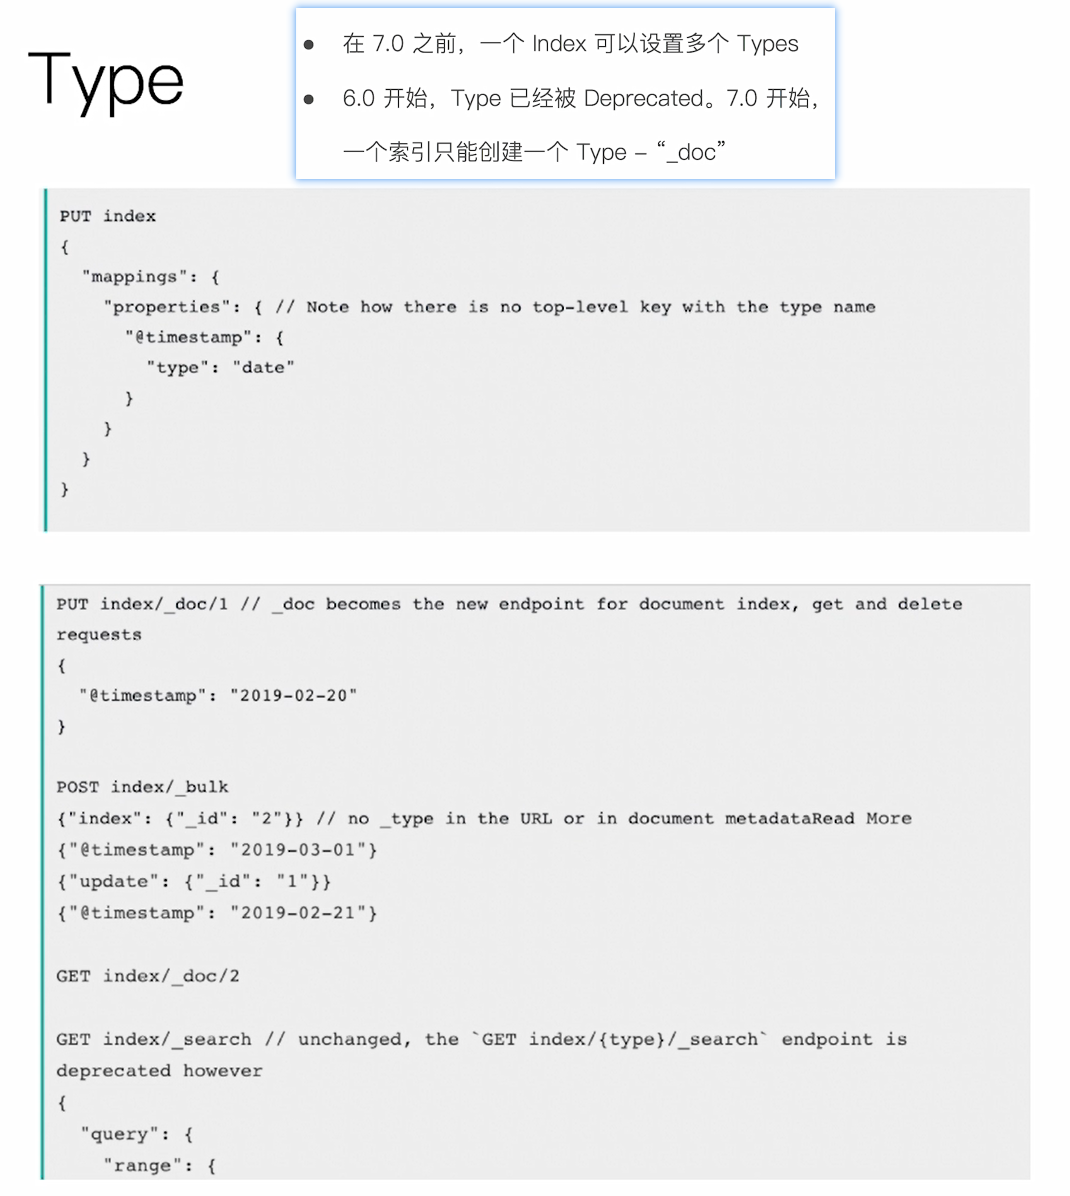 Type
在 7.0 之前，一个 Index 可以设置多个 Types
6.0 开始，Type 已经被 Deprecated。7.0 开始，
一个索引只能创建一个 Type – “_doc”
PUT index
{
  "mappings": {
    "properties": { // Note how there is no top-level key with the type name
      "@timestamp": {
        "type": "date"
      }
    }
  }
}
PUT index/_doc/1 // _doc becomes the new endpoint for document index, get and delete
requests
{
  "@timestamp": "2019-02-20"
}
POST index/_bulk
{"index": {"_id": "2"}} // no _type in the URL or in document metadataRead More
{"@timestamp": "2019-03-01"}
{"update": {"_id": "1"}}
{"@timestamp": "2019-02-21"}
GET index/_doc/2
GET index/_search // unchanged, the `GET index/{type}/_search` endpoint is
deprecated however
{
  "query": {
    "range": {